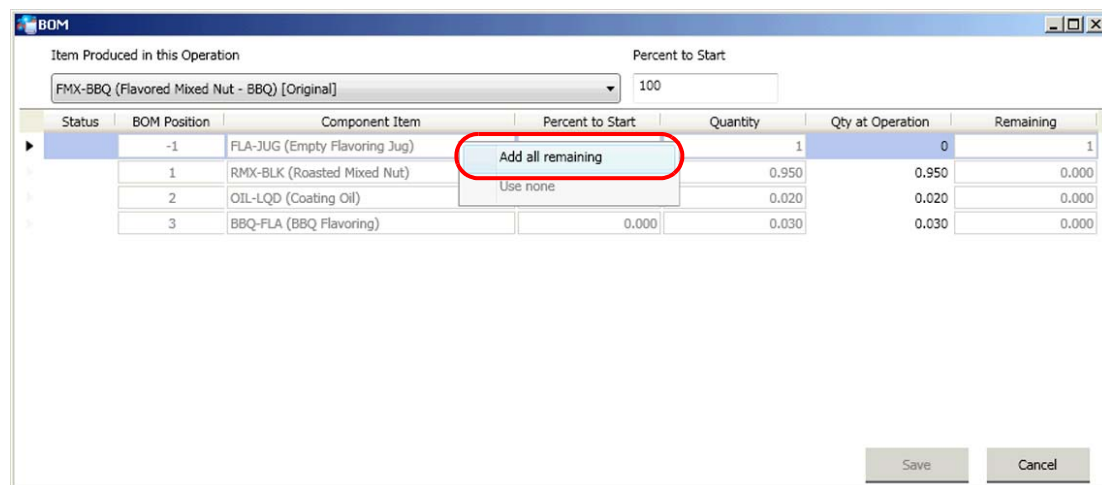 BOM
Item Produced in this Operation Percent to Start
FMX-BBQ (Flavored Mixed Nut - BBQ) [Original] 100
Status BOM Position Component Item Percent to Start Quantity Qty at Operation Remaining
-1 FLA-JUG (Empty Flavoring Jug) 1 0 1
Add all remaining
1 RMX-BLK (Roasted Mixed Nut) 0.950 0.950 0.000
Use none
2 OIL-LQD (Coating Oil) 0.020 0.020 0.000
3 BBQ-FLA (BBQ Flavoring) 0.000 0.030 0.030 0.000
Save Cancel